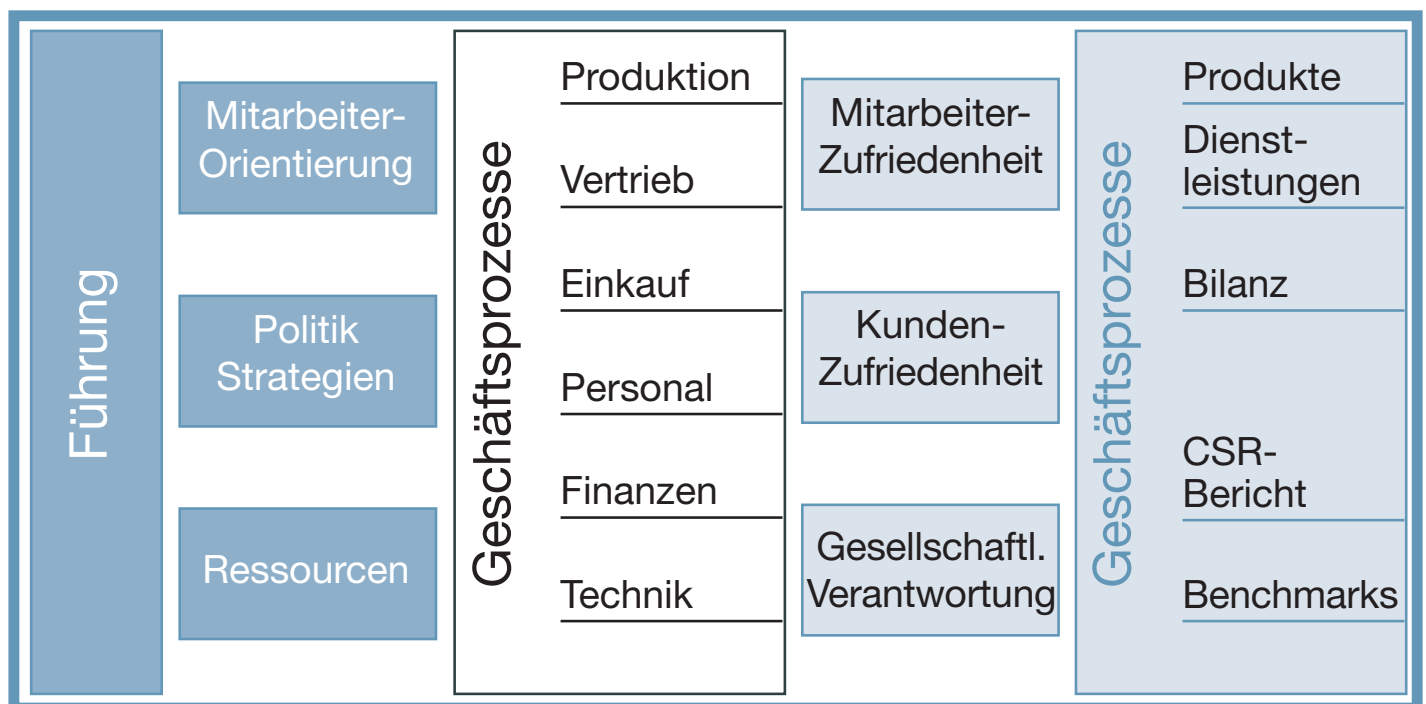 Führung
Mitarbeiter-
Orientierung
Politik
Strategien
Ressourcen
Geschäftsprozesse
Produktion
Vertrieb
Einkauf
Personal
Finanzen
Technik
Mitarbeiter-
Zufriedenheit
Kunden-
Zufriedenheit
Gesellschaftl.
Verantwortung
Geschäftsprozesse
Produkte
Dienst-
leistungen
Bilanz
CSR-
Bericht
Benchmarks